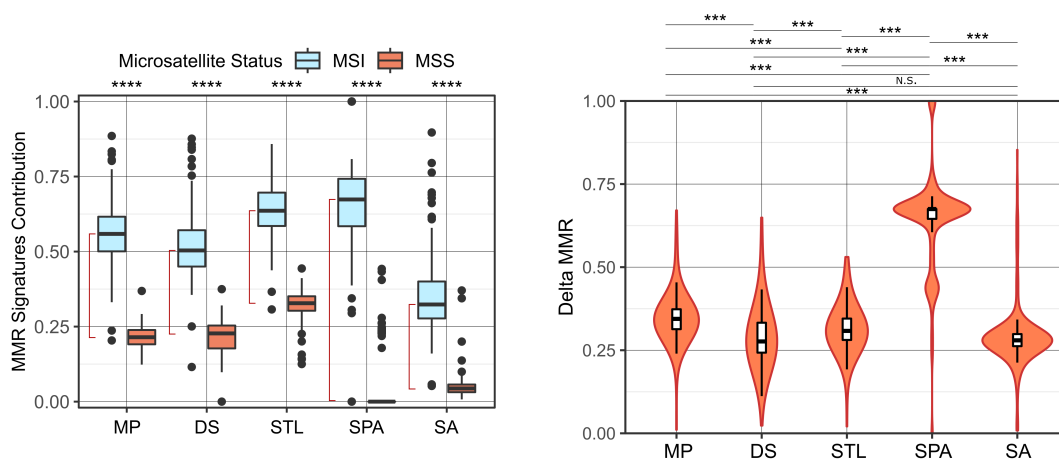 Microsatellite Status MSI MSS
**** **** **** **** ****
MMR Signatures Contribution
1.00
0.75
0.50
0.25
0.00
MP DS STL SPA SA
*** *** *** ***
*** ***
*** ***
N.S.
***
Delta MMR
1.00
0.75
0.50
0.25
0.00
MP DS STL SPA SA